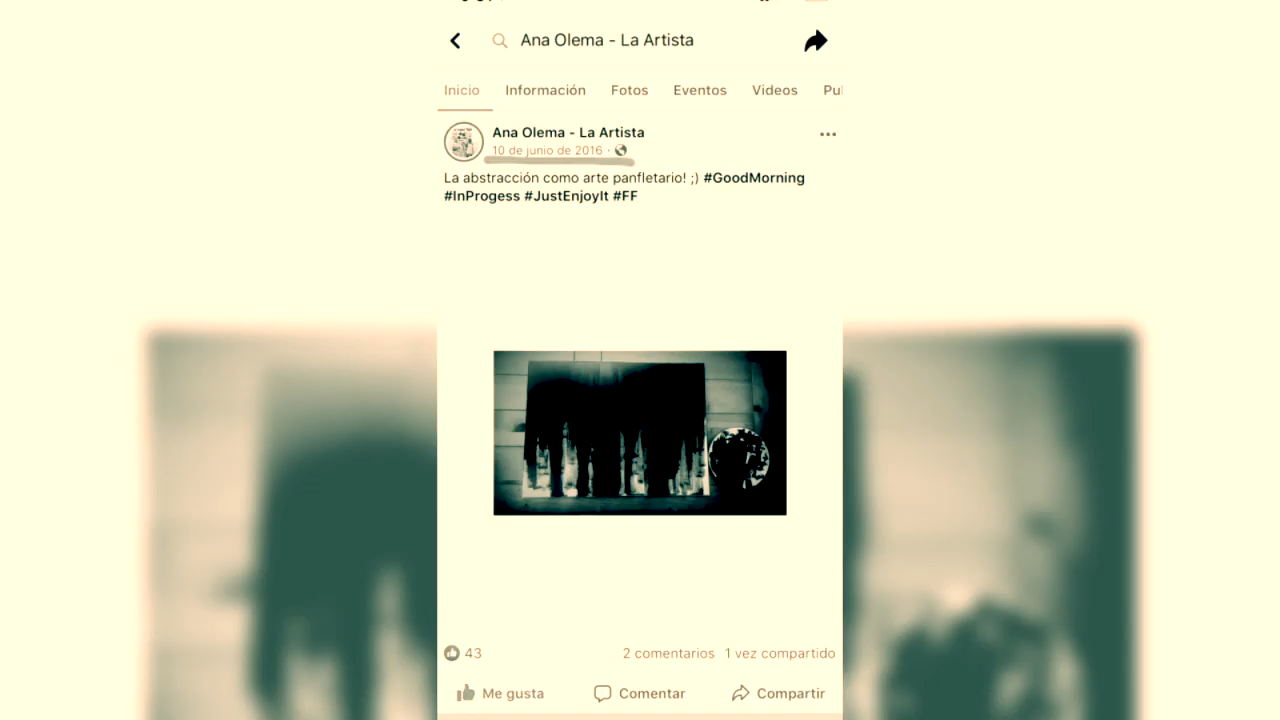 Ana Olema - La Artista
Inicio Información Fotos Eventos Videos
Ana Olema - La Artista
10 de junio de 2016 ·
La abstracción como arte panfletario! ;) #GoodMorning
#InProgess #JustEnjoyIt #FF
43 2 comentarios 1 vez compartido
Me gusta Comentar Compartir